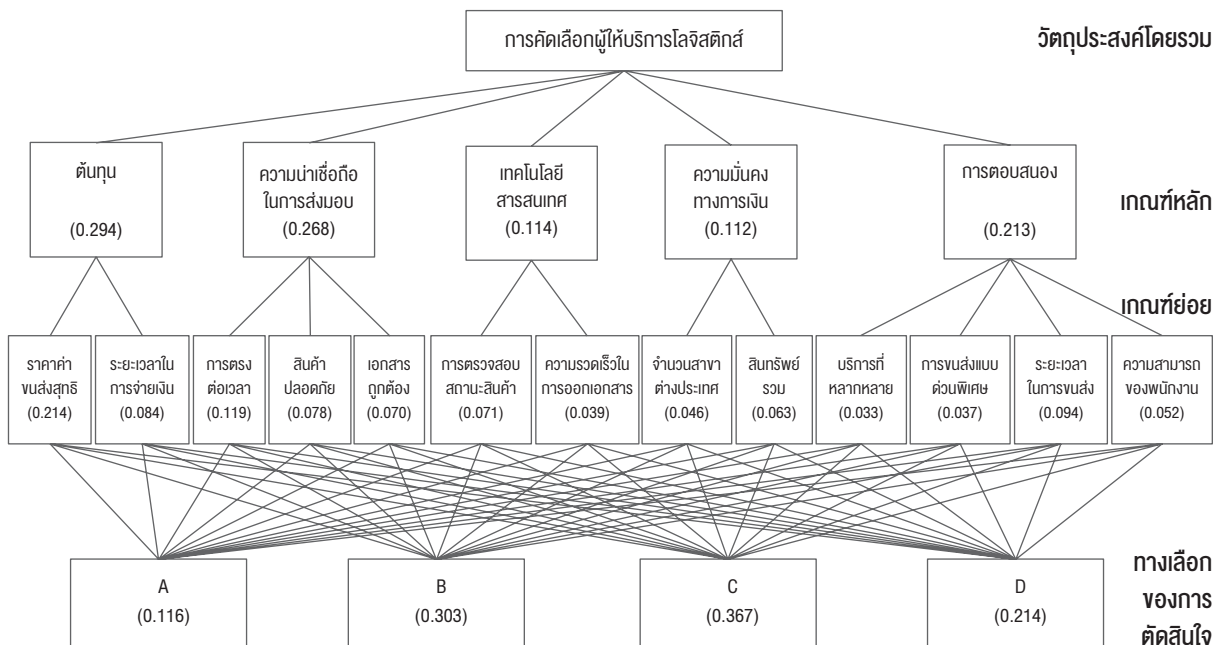 การคัดเลือกผู้ให้บริการโลจิสติกส์
วัตถุประสงค์โดยรวม
ต้นทุน
(0.294)
ความน่าเชื่อถือ
ในการส่งมอบ
(0.268)
เทคโนโลยี
สารสนเทศ
(0.114)
ความมั่นคง
ทางการเงิน
(0.112)
การตอบสนอง
(0.213)
เกณฑ์หลัก
เกณฑ์ย่อย
ราคาค่า
ขนส่งสุทธิ
(0.214)
ระยะเวลาใน
การจ่ายเงิน
(0.084)
การตรง
ต่อเวลา
(0.119)
สินค้า
ปลอดภัย
(0.078)
เอกสาร
ถูกต้อง
(0.070)
การตรวจสอบ
สถานะสินค้า
(0.071)
ความรวดเร็วใน
การออกเอกสาร
(0.039)
จำนวนสาขา
ต่างประเทศ
(0.046)
สินทรัพย์
รวม
(0.063)
บริการที่
หลากหลาย
(0.033)
การขนส่งแบบ
ด่วนพิเศษ
(0.037)
ระยะเวลา
ในการขนส่ง
(0.094)
ความสามารถ
ของพนักงาน
(0.052)
A
(0.116)
B
(0.303)
C
(0.367)
D
(0.214)
ทางเลือก
ของการ
ตัดสินใจ